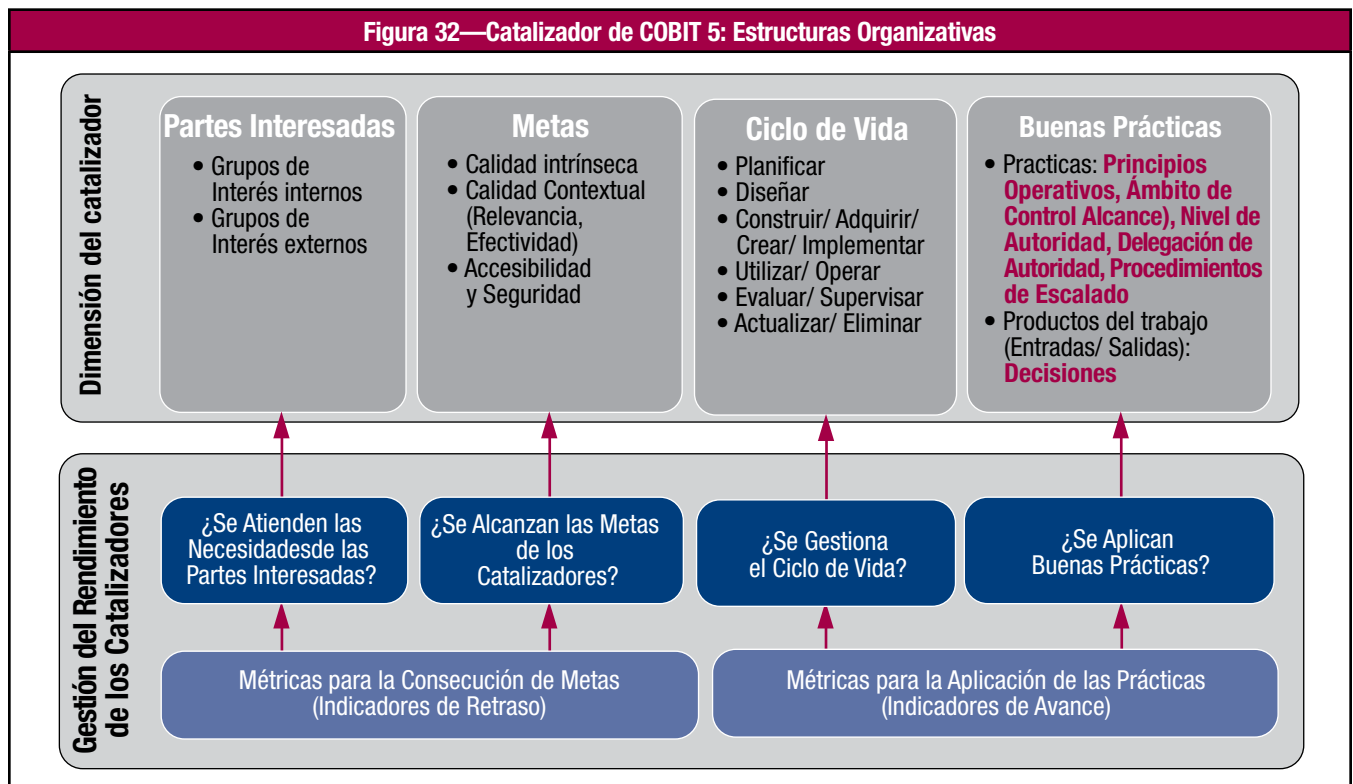 Figura 32—Catalizador de COBIT 5: Estructuras Organizativas
Dimensión del catalizador
Partes Interesadas
• Grupos de
Interés internos
• Grupos de
Interés externos
Metas
• Calidad intrínseca
• Calidad Contextual
(Relevancia,
Efectividad)
• Accesibilidad
y Seguridad
Ciclo de Vida
• Planificar
• Diseñar
• Construir/ Adquirir/
Crear/ Implementar
• Utilizar/ Operar
• Evaluar/ Supervisar
• Actualizar/ Eliminar
Buenas Prácticas
• Practicas: Principios
Operativos, Ámbito de
Control Alcance), Nivel de
Autoridad, Delegación de
Autoridad, Procedimientos
de Escalado
• Productos del trabajo
(Entradas/ Salidas):
Decisiones
Gestión del Rendimiento
de los Catalizadores
¿Se Atienden las
Necesidadesde las
Partes Interesadas?
¿Se Alcanzan las Metas
de los
Catalizadores?
¿Se Gestiona
el Ciclo de Vida?
¿Se Aplican
Buenas Prácticas?
Métricas para la Consecución de Metas
(Indicadores de Retraso)
Métricas para la Aplicación de las Prácticas
(Indicadores de Avance)